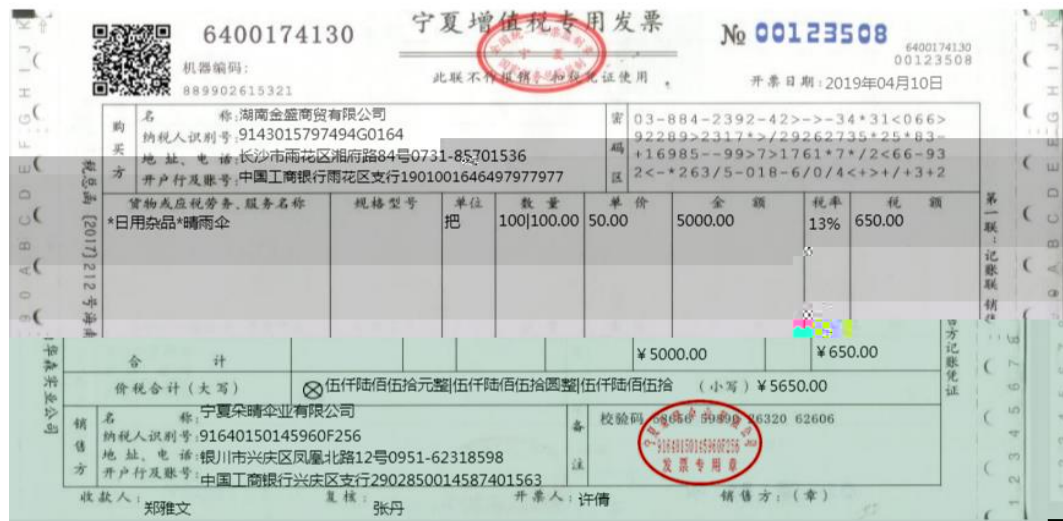 6400174130
宁夏增值税专用发票
№ 00123508
6400174130
00123508
机器编码:
889902615321
此联不作报销、扣税凭证使用
开票日期:2019年04月10日
购买方
名 称:湖南金盛商贸有限公司
纳税人识别号:9143015797494G0164
地址、电话:长沙市雨花区湘府路84号0731-85701536
开户行及账号:中国工商银行雨花区支行1901001646497977977
密码区
03-884-2392-42>->-34*31<066>
92289>2317*>/29262735*25*83-
+16985--99>7>1761*7*/2<66-93
2<-*263/5-018-6/0/4<+>+/+3+2
货物或应税劳务、服务名称 规格型号 单位 数量 单价 金额 税率 税额
*日用杂品*晴雨伞 把 100|100.00 50.00 5000.00 13% 650.00
合计 ¥5000.00 ¥650.00
价税合计(大写) ⊗伍仟陆佰伍拾元整|伍仟陆佰伍拾圆整|伍仟陆佰伍拾 (小写)¥5650.00
销售方
名 称:宁夏朵晴伞业有限公司
纳税人识别号:91640150145960F256
地址、电话:银川市兴庆区凤凰北路12号0951-62318598
开户行及账号:中国工商银行兴庆区支行2902850014587401563
备注
校验码 58656 59890 26320 62606
91640150145960F256
发票专用章
收款人:郑雅文
复核:张丹
开票人:许倩
销售方:(章)
税总函〔2017〕212号海南
华森实业公司
第一联:记账联 销售方记账凭证